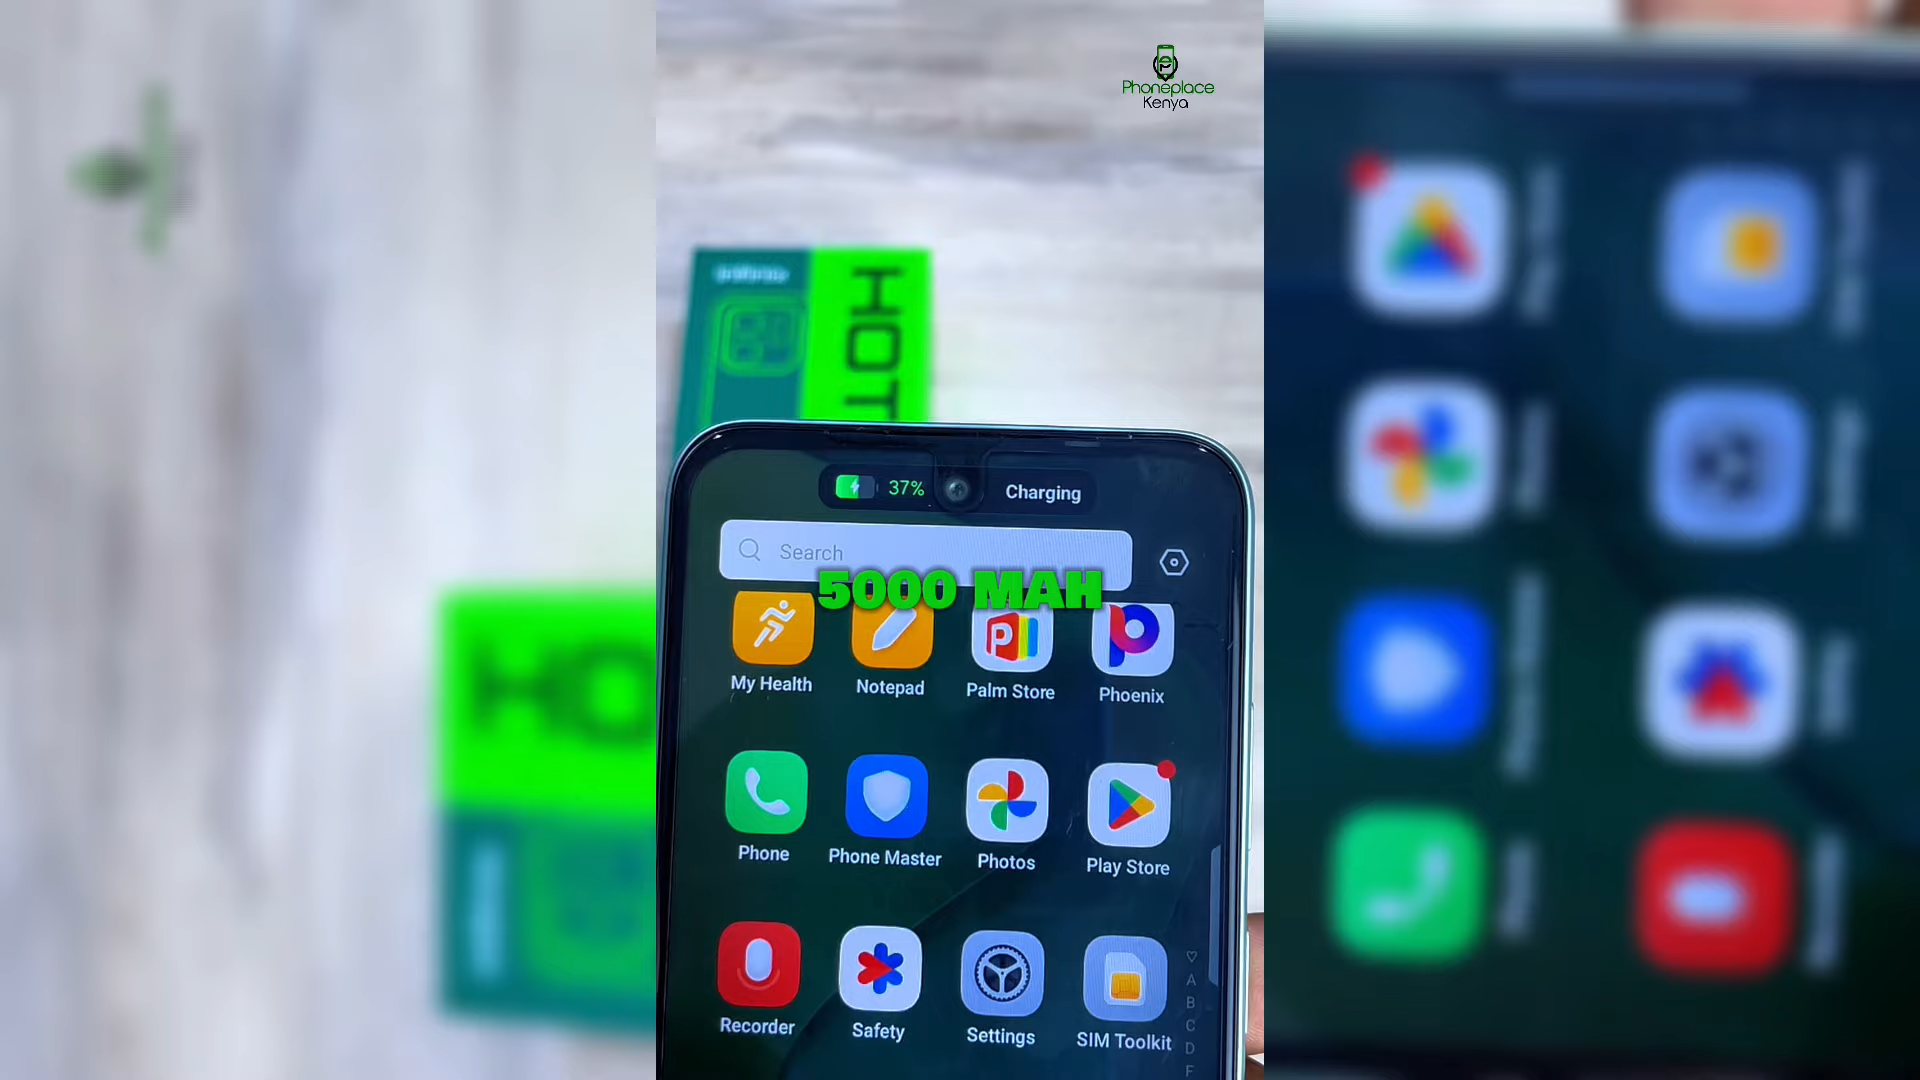 Phoneplace
Kenya
HOT
37%
Charging
Search
5000 MAH
My Health
Notepad
Palm Store
Phoenix
Phone
Phone Master
Photos
Play Store
Recorder
Safety
Settings
SIM Toolkit
A
B
C
D
F